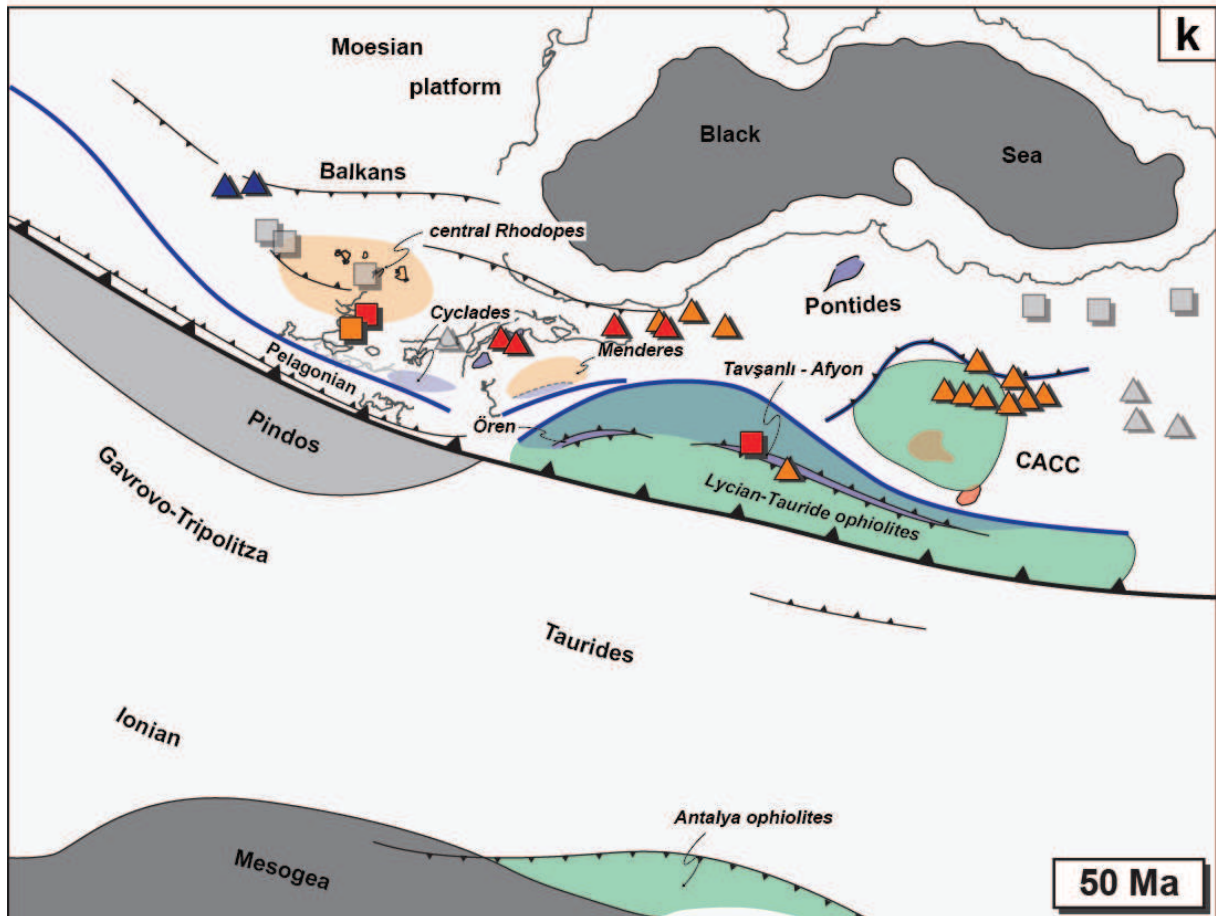 k
Moesian
platform
Black
Sea
Balkans
central Rhodopes
Pontides
Cyclades
Menderes
Pelagonian
Tavşanlı - Afyon
Ören
Pindos
CACC
Lycian-Tauride ophiolites
Gavrovo-Tripolitza
Taurides
Ionian
Antalya ophiolites
Mesogea
50 Ma